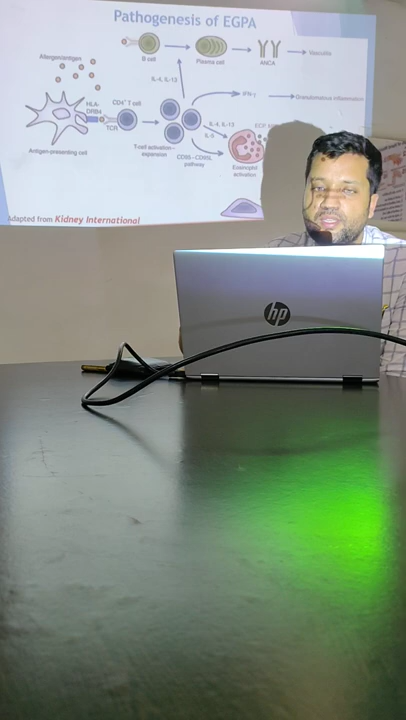 Pathogenesis of EGPA
Allergen/antigen
B cell
Plasma cell
ANCA
Vasculitis
IL-4, IL-13
HLA-
DRB4
CD4+ T cell
IFN-γ
Granulomatous inflammation
TCR
IL-4, IL-13
IL-5
ECP,
Antigen-presenting cell
T-cell activation–
expansion
CD95–CD95L
pathway
Eosinophil
activation
Adapted from Kidney International
hp